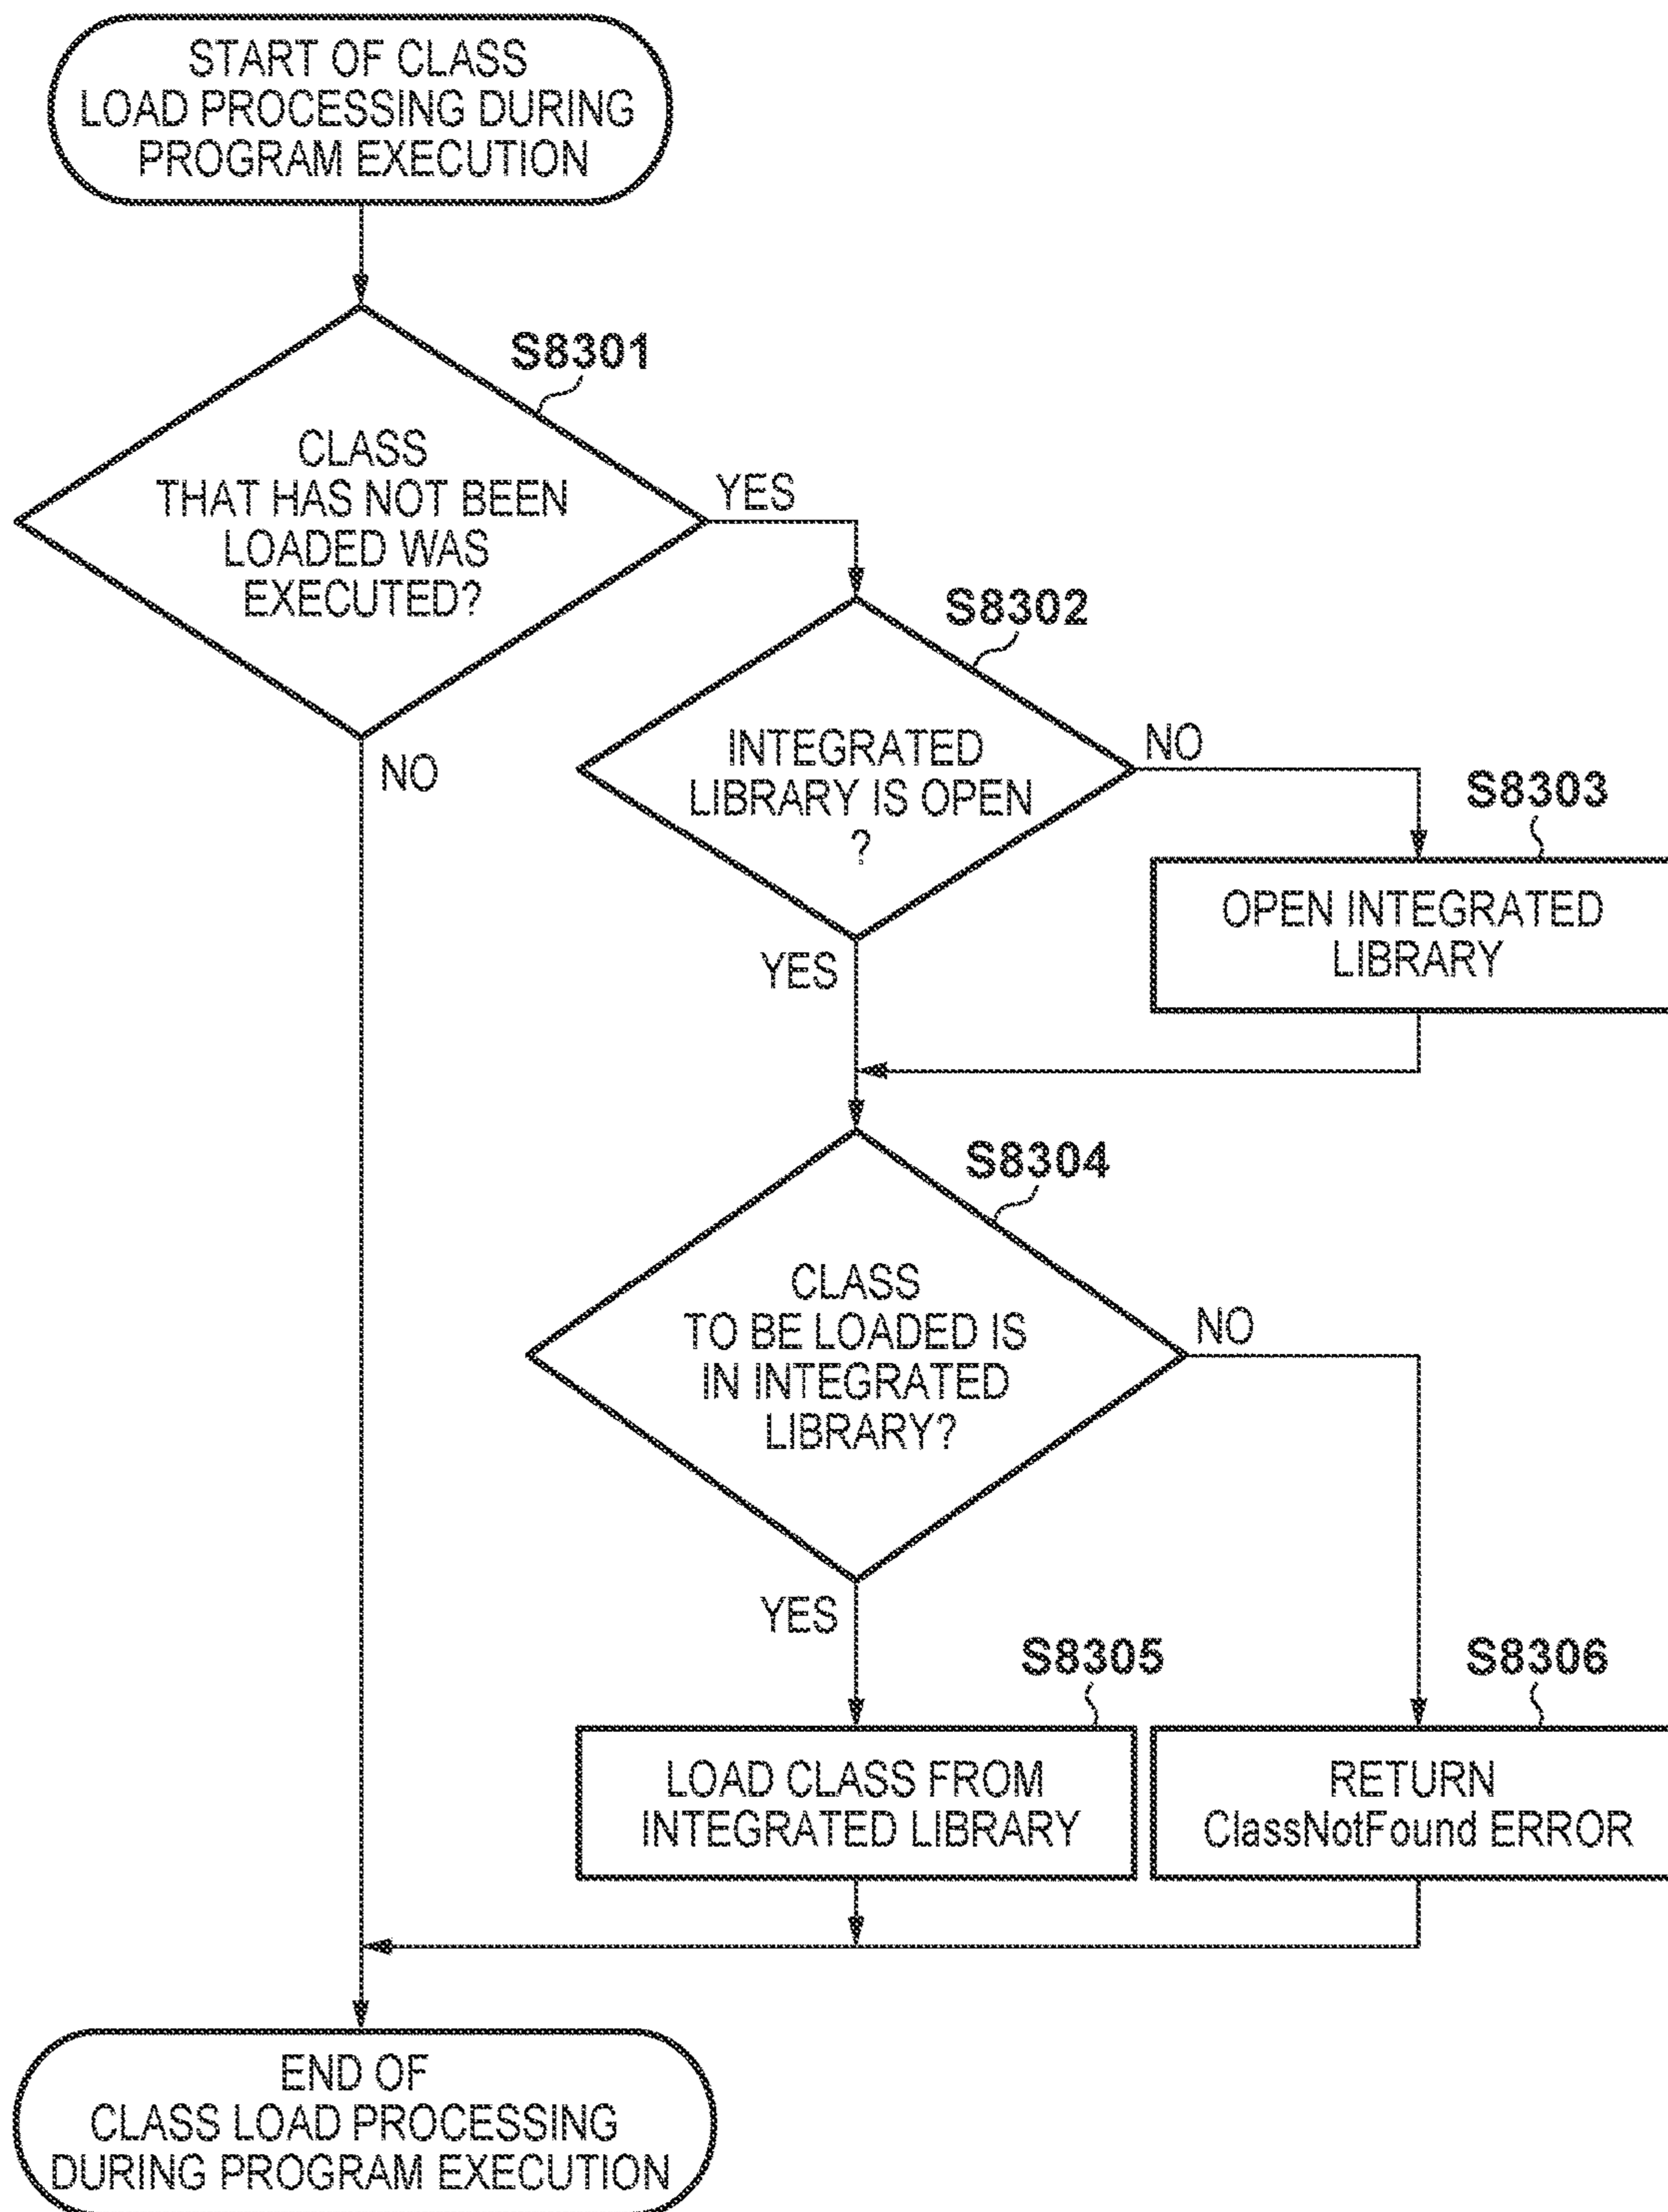 START OF CLASS
LOAD PROCESSING DURING
PROGRAM EXECUTION
S8301
CLASS
THAT HAS NOT BEEN
LOADED WAS
EXECUTED?
YES
NO
S8302
INTEGRATED
LIBRARY IS OPEN
?
NO
YES
S8303
OPEN INTEGRATED
LIBRARY
S8304
CLASS
TO BE LOADED IS
IN INTEGRATED
LIBRARY?
NO
YES
S8305
LOAD CLASS FROM
INTEGRATED LIBRARY
S8306
RETURN
ClassNotFound ERROR
END OF
CLASS LOAD PROCESSING
DURING PROGRAM EXECUTION